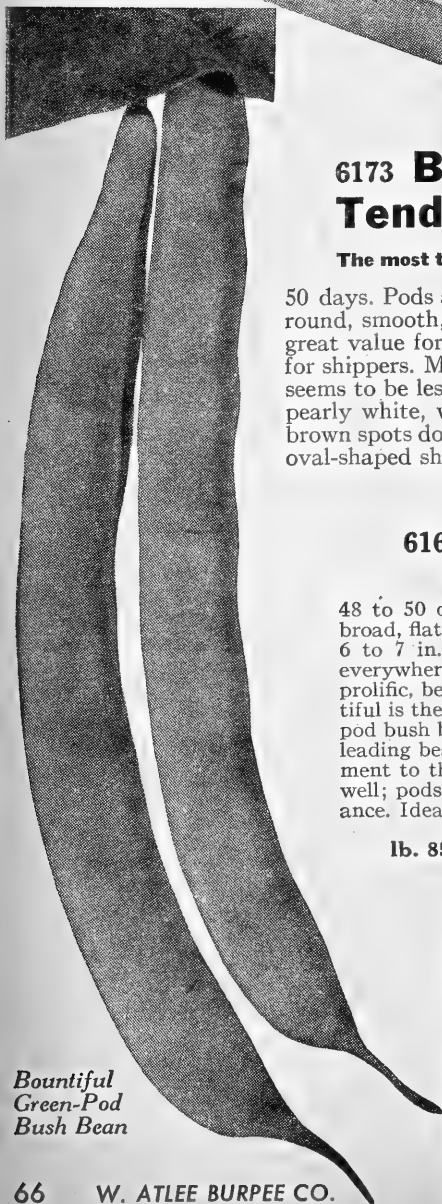 6173 B
Tend
The most t
50 days. Pods a
round, smooth,
great value for
for shippers. M
seems to be les
pearly white, w
brown spots do
oval-shaped sh
616
48 to 50 d
broad, flat
6 to 7 in.
everywher
prolific, be
tiful is the
pod bush b
leading bea
ment to th
well; pods
ance. Idea
lb. 85
Bountiful
Green-Pod
Bush Bean
66 W. ATLEE BURPEE CO.